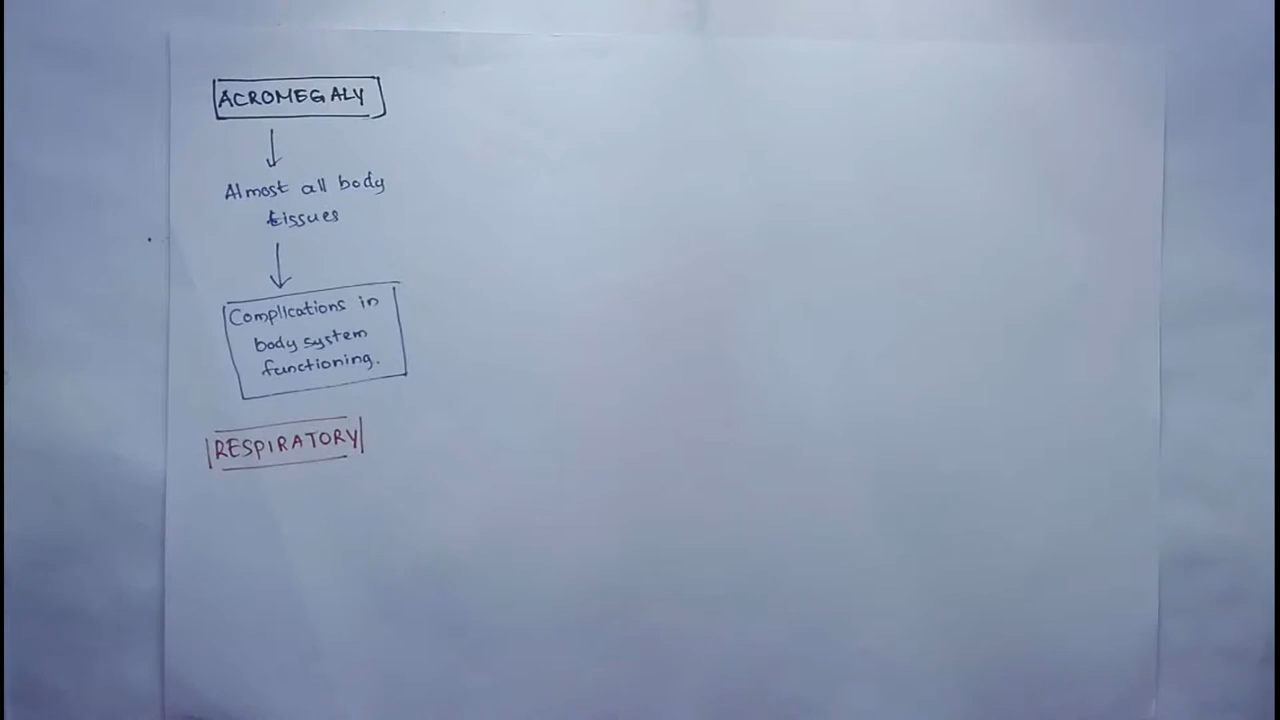 ACROMEGALY
Almost all body
tissues
Complications in
body system
functioning.
RESPIRATORY